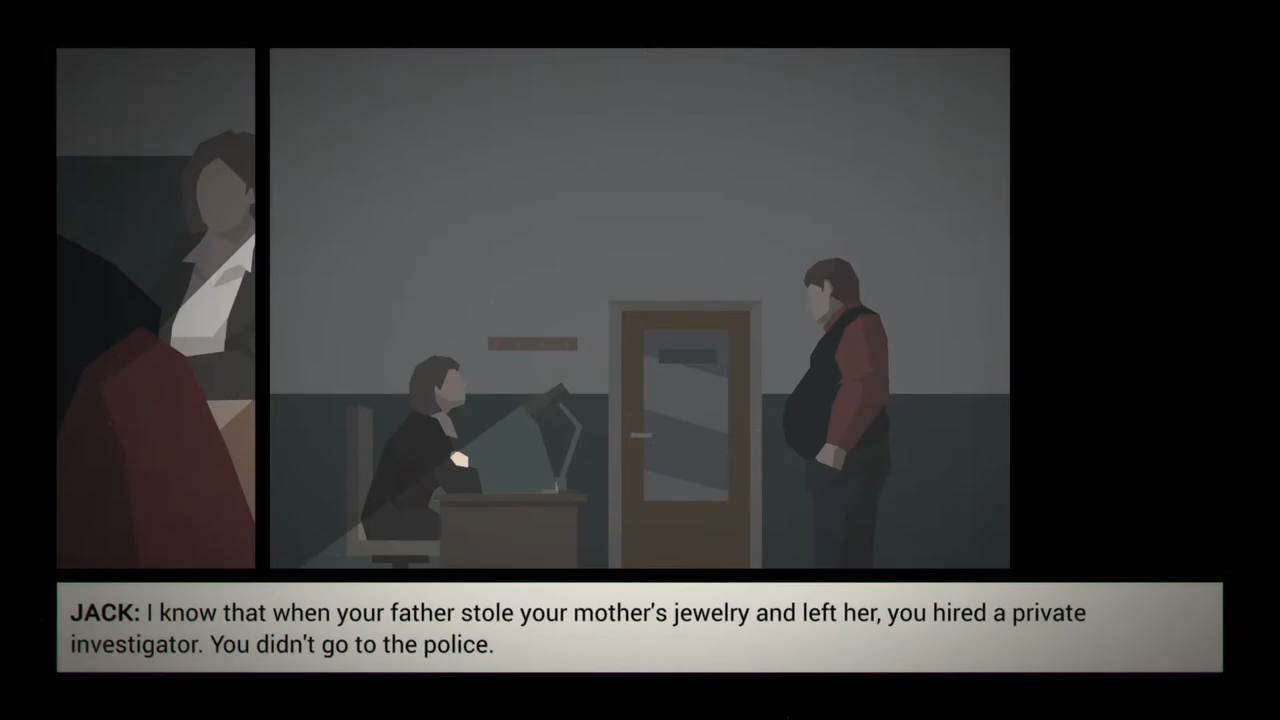 JACK: I know that when your father stole your mother's jewelry and left her, you hired a private
investigator. You didn't go to the police.